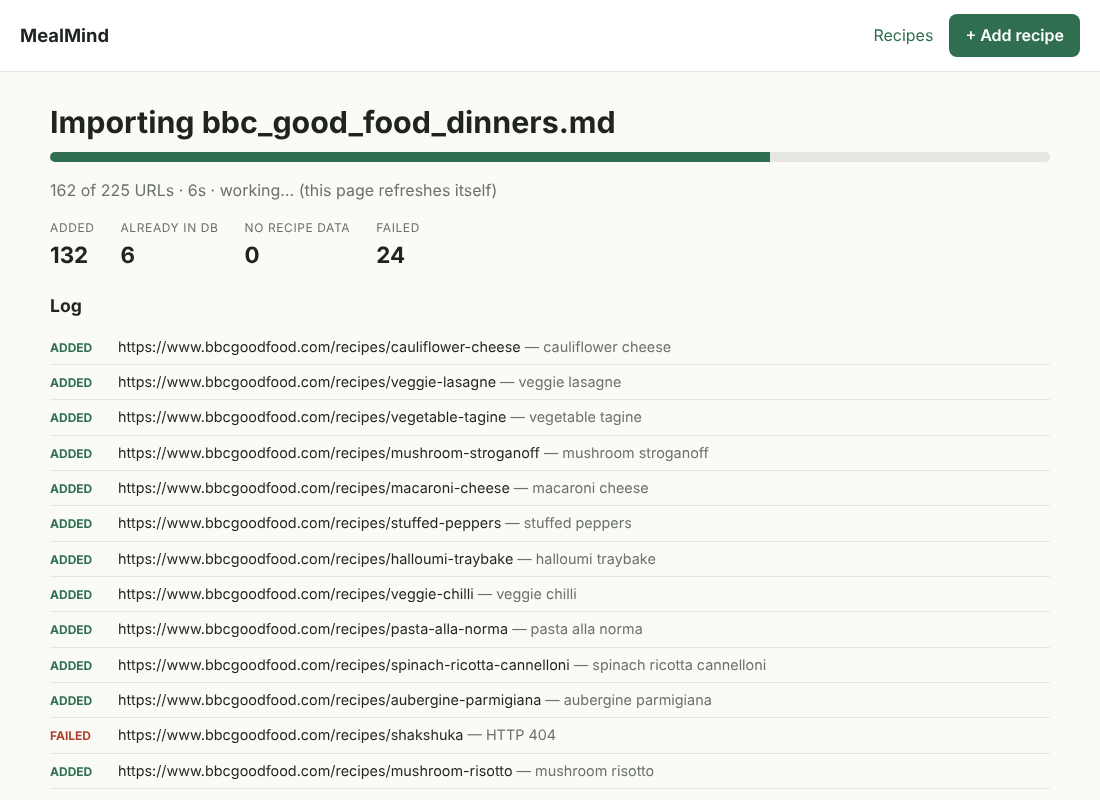 MealMind
Recipes
+ Add recipe
Importing bbc_good_food_dinners.md
162 of 225 URLs · 6s · working... (this page refreshes itself)
ADDED ALREADY IN DB NO RECIPE DATA FAILED
132 6 0 24
Log
ADDED https://www.bbcgoodfood.com/recipes/cauliflower-cheese — cauliflower cheese
ADDED https://www.bbcgoodfood.com/recipes/veggie-lasagne — veggie lasagne
ADDED https://www.bbcgoodfood.com/recipes/vegetable-tagine — vegetable tagine
ADDED https://www.bbcgoodfood.com/recipes/mushroom-stroganoff — mushroom stroganoff
ADDED https://www.bbcgoodfood.com/recipes/macaroni-cheese — macaroni cheese
ADDED https://www.bbcgoodfood.com/recipes/stuffed-peppers — stuffed peppers
ADDED https://www.bbcgoodfood.com/recipes/halloumi-traybake — halloumi traybake
ADDED https://www.bbcgoodfood.com/recipes/veggie-chilli — veggie chilli
ADDED https://www.bbcgoodfood.com/recipes/pasta-alla-norma — pasta alla norma
ADDED https://www.bbcgoodfood.com/recipes/spinach-ricotta-cannelloni — spinach ricotta cannelloni
ADDED https://www.bbcgoodfood.com/recipes/aubergine-parmigiana — aubergine parmigiana
FAILED https://www.bbcgoodfood.com/recipes/shakshuka — HTTP 404
ADDED https://www.bbcgoodfood.com/recipes/mushroom-risotto — mushroom risotto